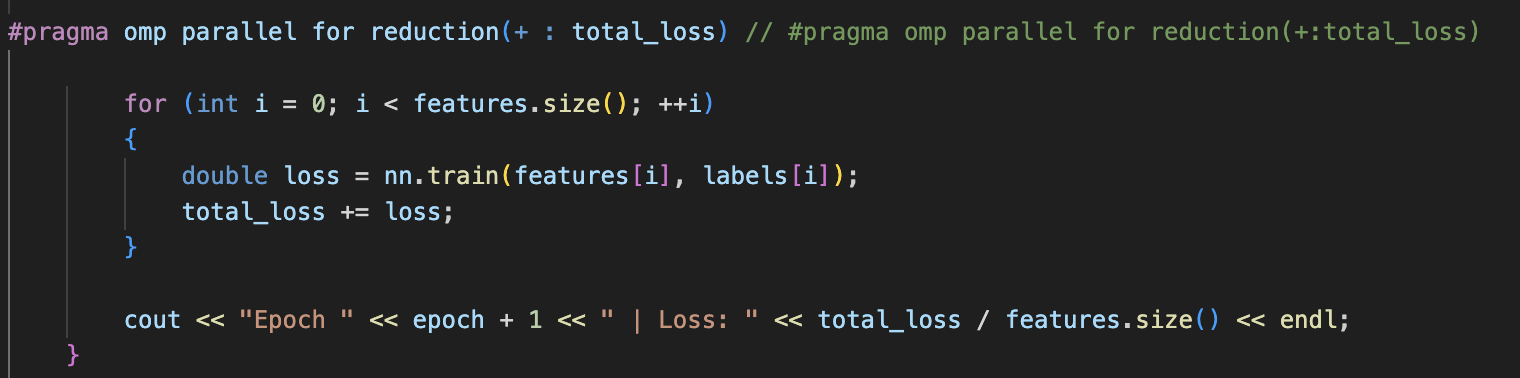 #pragma omp parallel for reduction(+ : total_loss) // #pragma omp parallel for reduction(+:total_loss)
for (int i = 0; i < features.size(); ++i)
{
double loss = nn.train(features[i], labels[i]);
total_loss += loss;
}
cout << "Epoch " << epoch + 1 << " | Loss: " << total_loss / features.size() << endl;
}